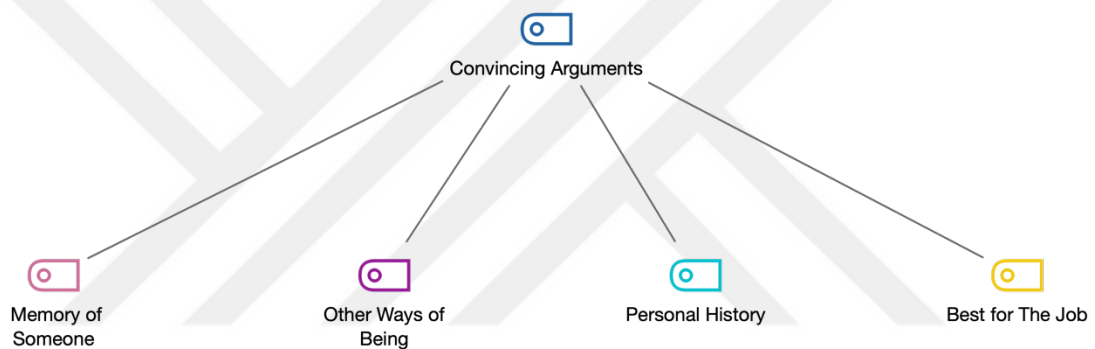 Convincing Arguments
Memory of
Someone
Other Ways of
Being
Personal History
Best for The Job